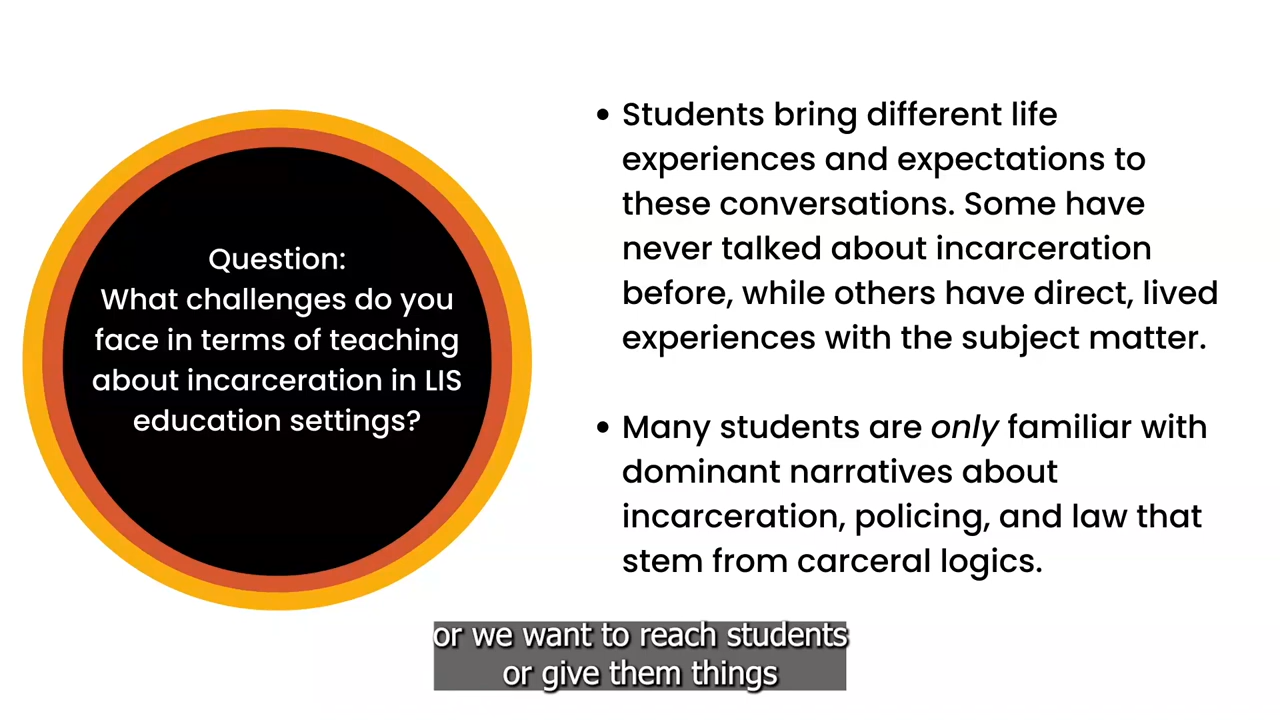 Question:
What challenges do you
face in terms of teaching
about incarceration in LIS
education settings?
• Students bring different life
experiences and expectations to
these conversations. Some have
never talked about incarceration
before, while others have direct, lived
experiences with the subject matter.
• Many students are only familiar with
dominant narratives about
incarceration, policing, and law that
stem from carceral logics.
or we want to reach students
or give them things